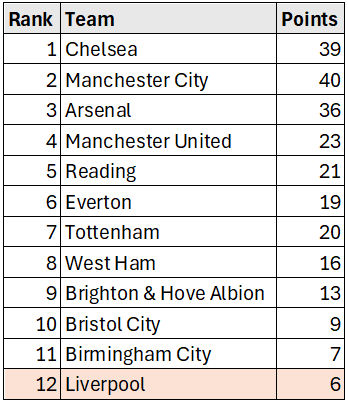 Rank Team Points
1 Chelsea 39
2 Manchester City 40
3 Arsenal 36
4 Manchester United 23
5 Reading 21
6 Everton 19
7 Tottenham 20
8 West Ham 16
9 Brighton & Hove Albion 13
10 Bristol City 9
11 Birmingham City 7
12 Liverpool 6